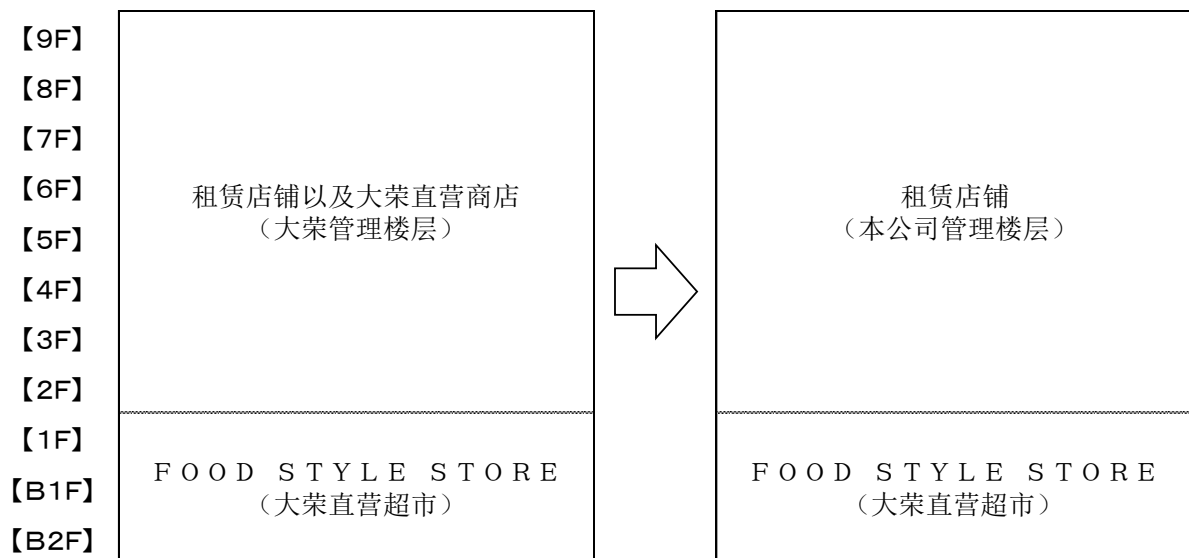 【9F】
【8F】
【7F】
【6F】
【5F】
【4F】
【3F】
【2F】
【1F】
【B1F】
【B2F】
租赁店铺以及大荣直营商店
（大荣管理楼层）
ＦＯＯＤ ＳＴＹＬＥ ＳＴＯＲＥ
（大荣直营超市）
租赁店铺
（本公司管理楼层）
ＦＯＯＤ ＳＴＹＬＥ ＳＴＯＲＥ
（大荣直营超市）